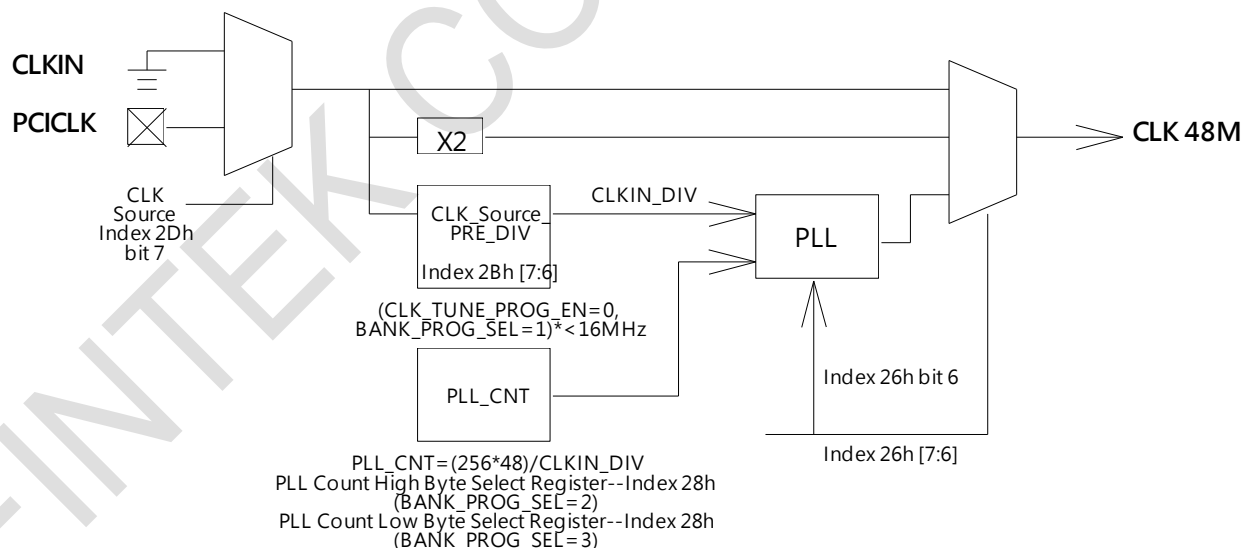 CLKIN
PCICLK
CLK
Source
Index 2Dh
bit 7
X2
CLK_Source_
PRE_DIV
Index 2Bh [7:6]
(CLK_TUNE_PROG_EN=0,
BANK_PROG_SEL=1)*<16MHz
CLKIN_DIV
PLL
CLK 48M
PLL_CNT
Index 26h bit 6
Index 26h [7:6]
PLL_CNT=(256*48)/CLKIN_DIV
PLL Count High Byte Select Register--Index 28h
(BANK_PROG_SEL=2)
PLL Count Low Byte Select Register--Index 28h
(BANK_PROG_SEL=3)
FINTEK CO